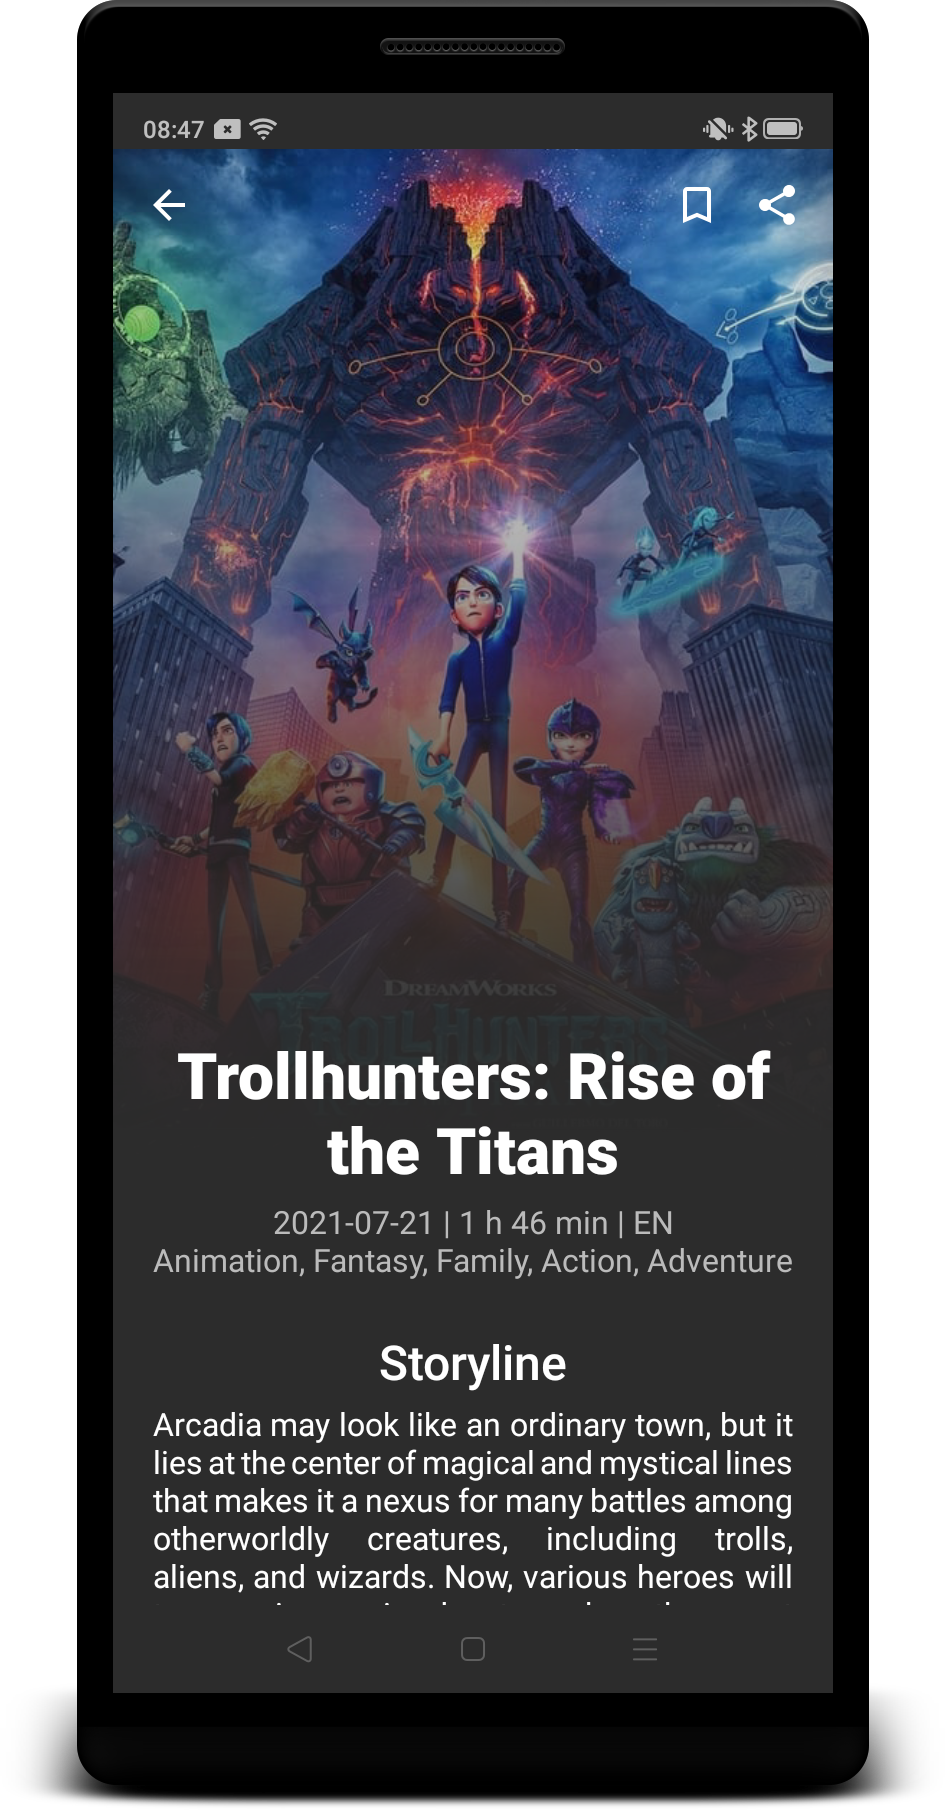 08:47
DREAMWORKS
TROLLHUNTERS
Trollhunters: Rise of
the Titans
2021-07-21 | 1 h 46 min | EN
Animation, Fantasy, Family, Action, Adventure
Storyline
Arcadia may look like an ordinary town, but it
lies at the center of magical and mystical lines
that makes it a nexus for many battles among
otherworldly creatures, including trolls,
aliens, and wizards. Now, various heroes will